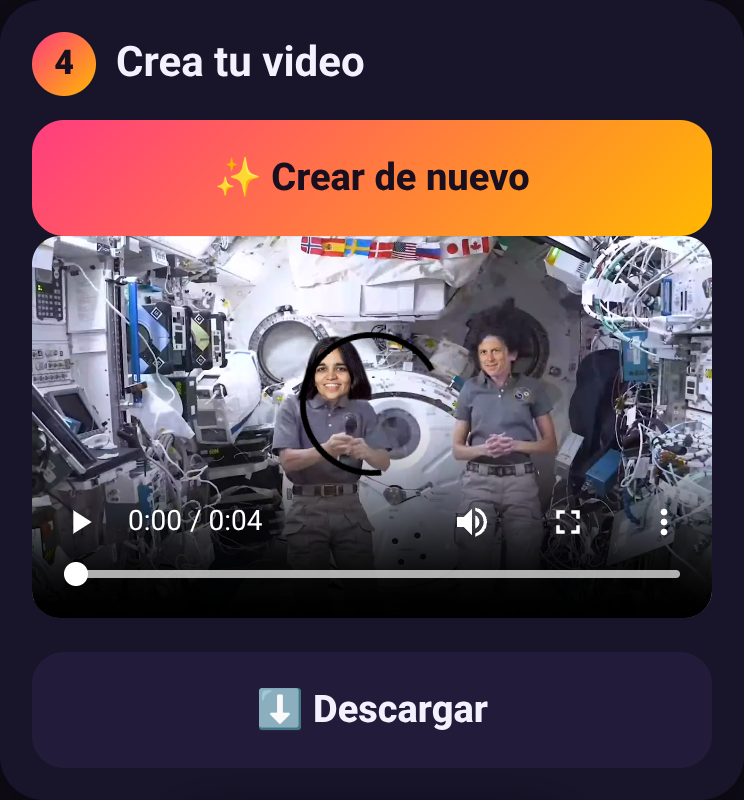 4
Crea tu video
✨ Crear de nuevo
0:00 / 0:04
⬇️ Descargar